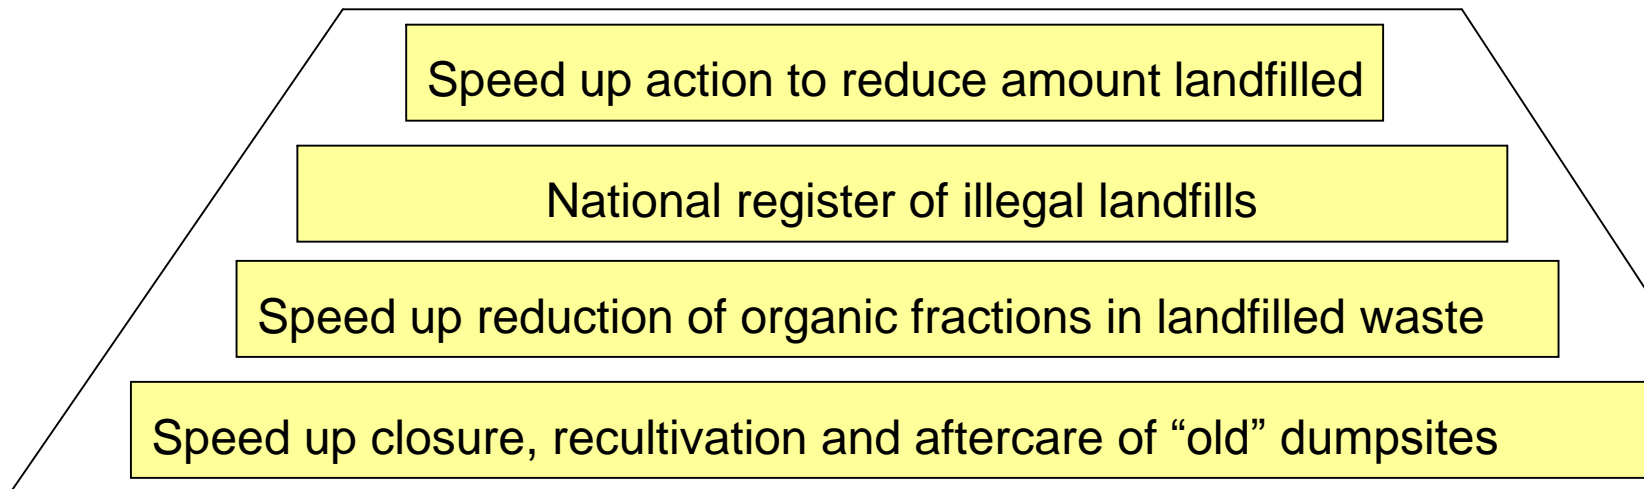 Speed up action to reduce amount landfilled
National register of illegal landfills
Speed up reduction of organic fractions in landfilled waste
Speed up closure, recultivation and aftercare of “old” dumpsites